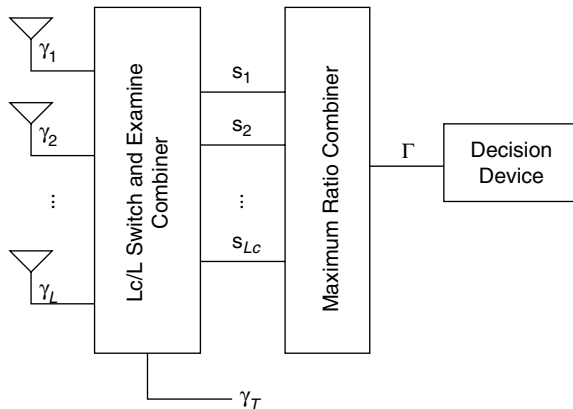 γ1
γ2
...
γL
Lc/L Switch and Examine
Combiner
γT
s1
s2
...
sLc
Maximum Ratio Combiner
Γ
Decision
Device